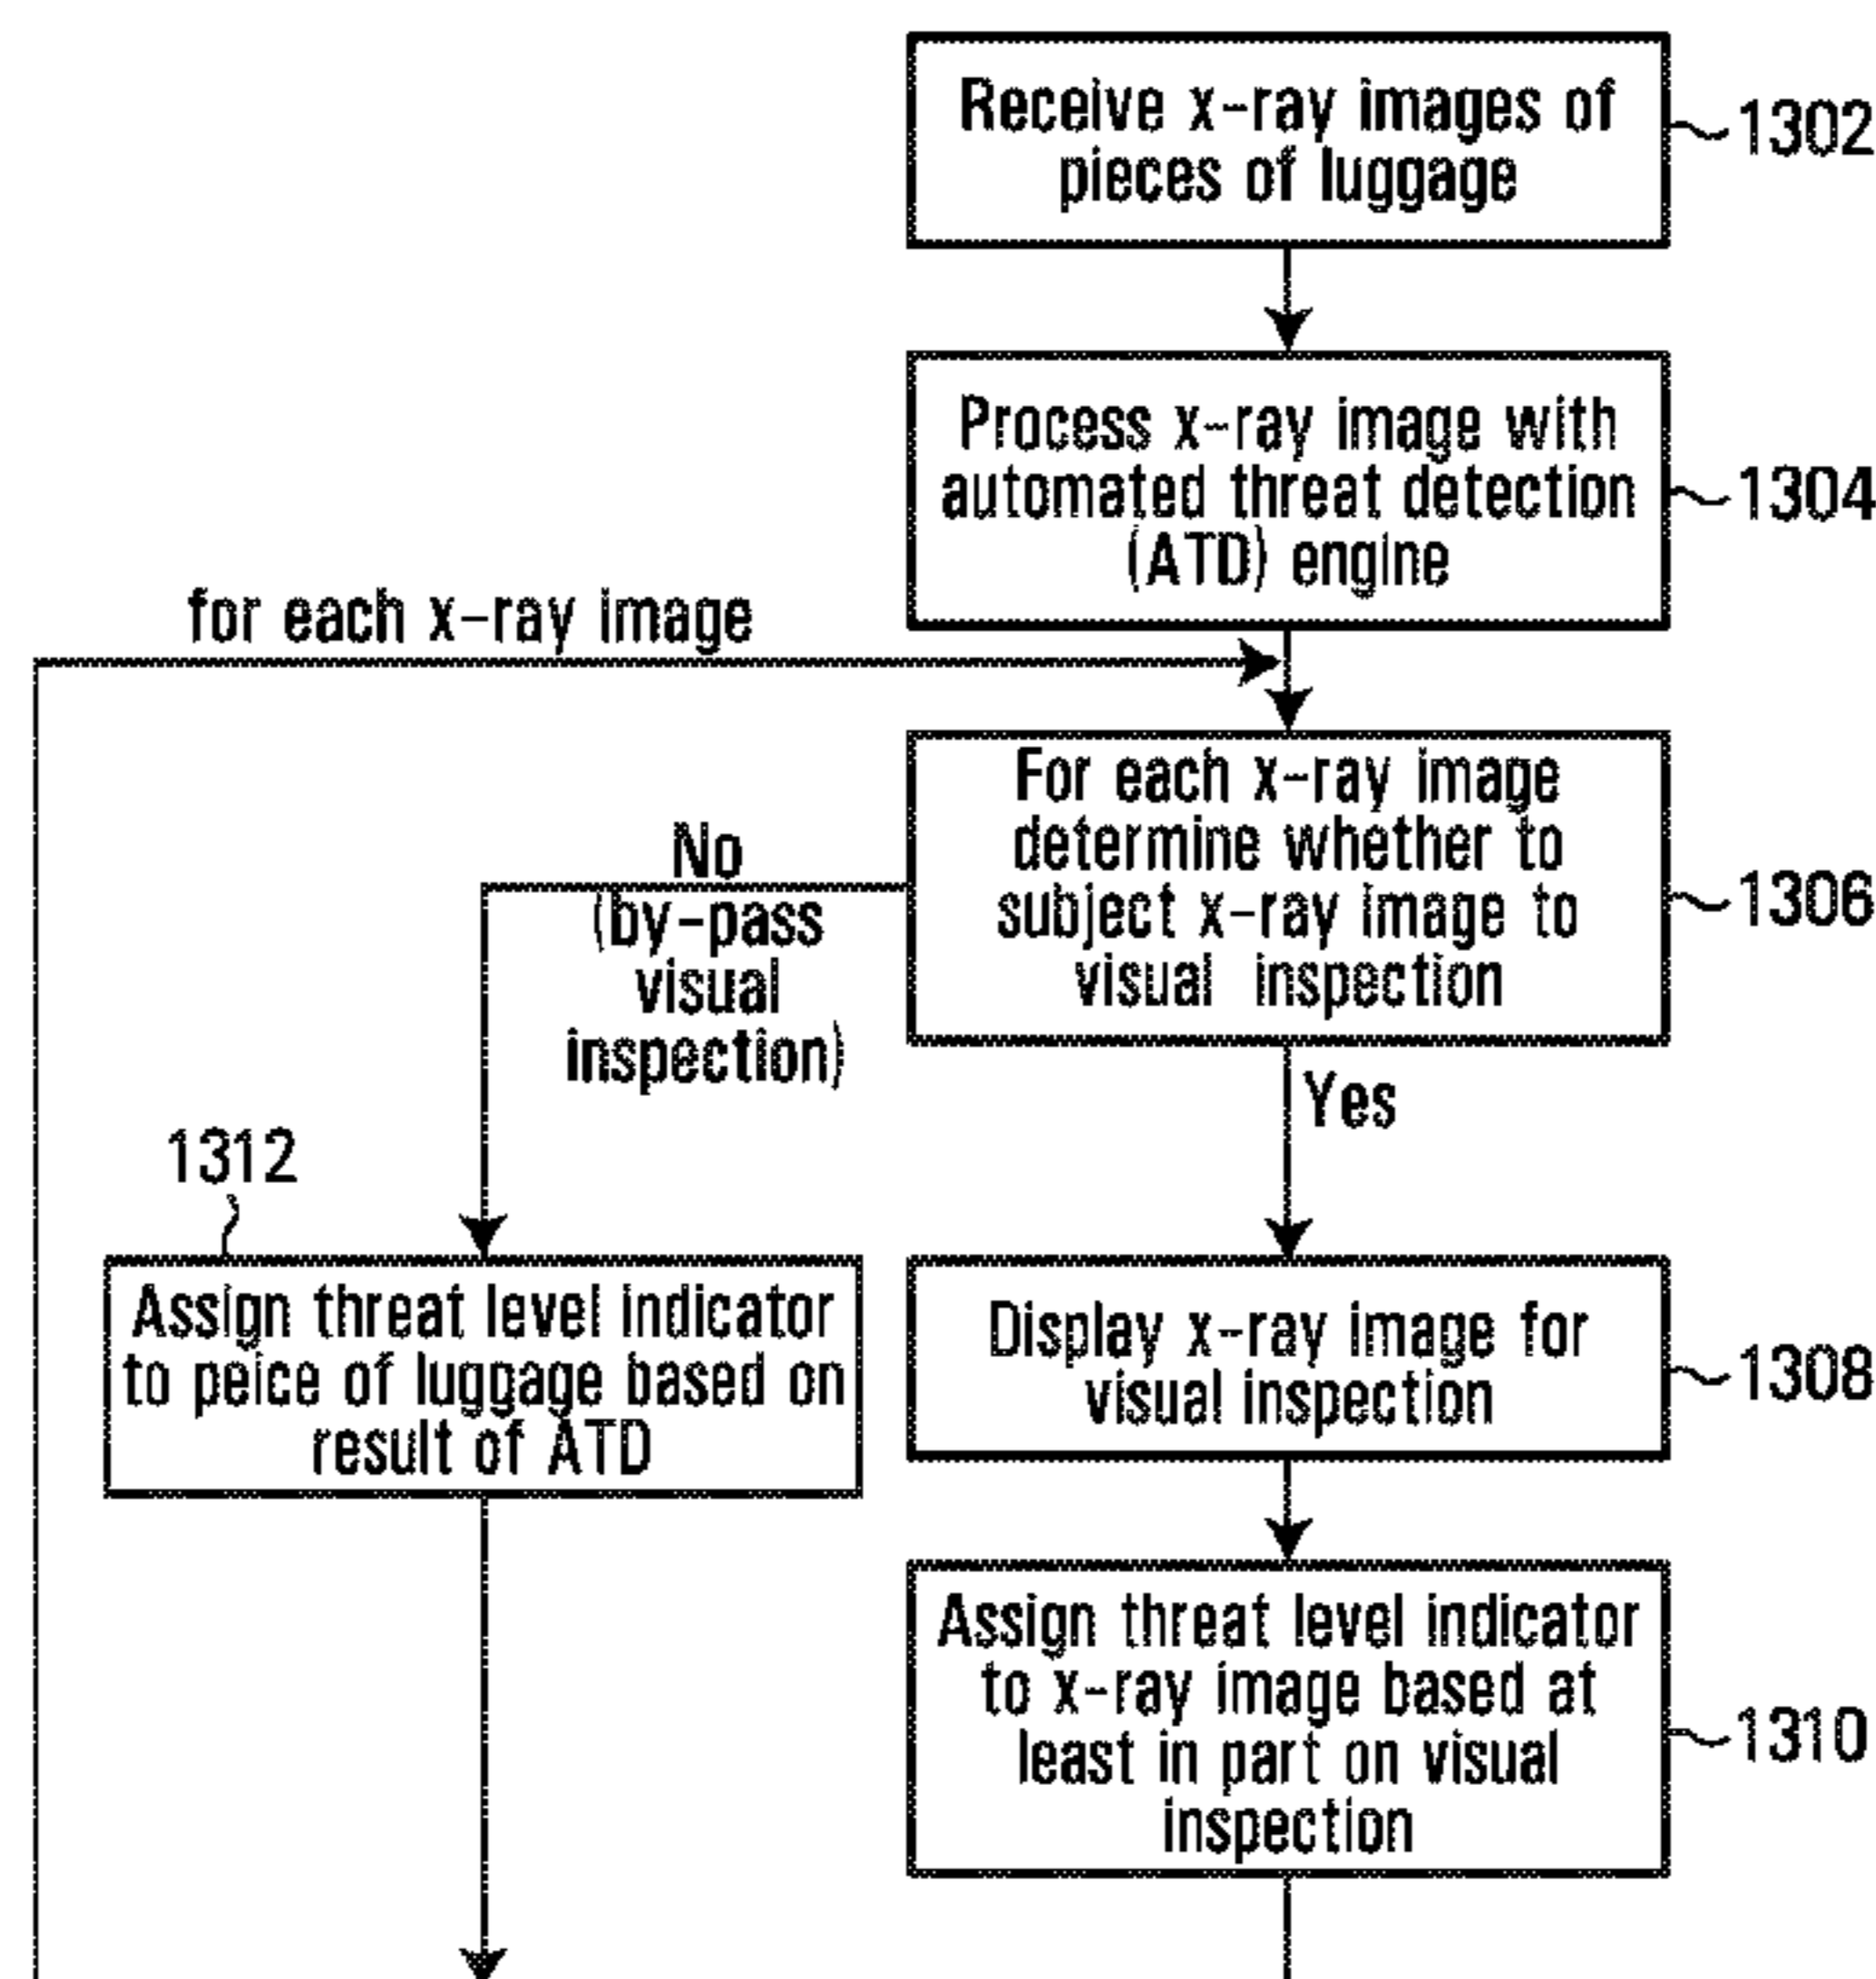 Receive x-ray images of
pieces of luggage
1302
Process x-ray image with
automated threat detection
(ATD) engine
1304
for each x-ray image
For each x-ray image
determine whether to
subject x-ray image to
visual inspection
1306
No
(by-pass
visual
inspection)
Yes
1312
Assign threat level indicator
to peice of luggage based on
result of ATD
Display x-ray image for
visual inspection
1308
Assign threat level indicator
to x-ray image based at
least in part on visual
inspection
1310